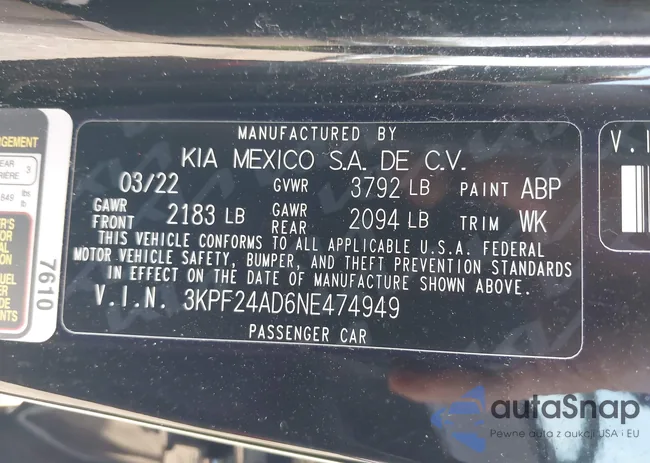 MANUFACTURED BY
KIA MEXICO S.A. DE C.V.
03/22 GVWR 3792 LB PAINT ABP
GAWR FRONT 2183 LB GAWR REAR 2094 LB TRIM WK
THIS VEHICLE CONFORMS TO ALL APPLICABLE U.S.A. FEDERAL
MOTOR VEHICLE SAFETY, BUMPER, AND THEFT PREVENTION STANDARDS
IN EFFECT ON THE DATE OF MANUFACTURE SHOWN ABOVE.
V.I.N. 3KPF24AD6NE474949
PASSENGER CAR
7610
V.I
autoSnap
Pewne auta z aukcji USA i EU